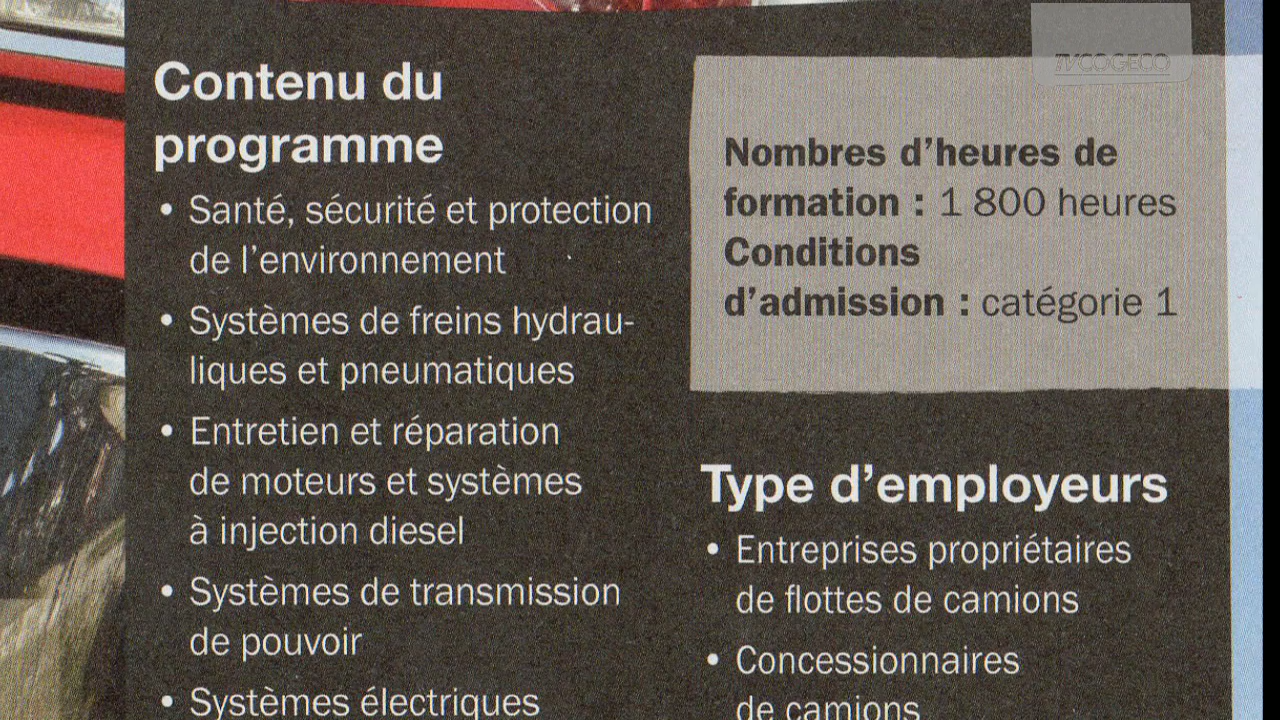 Contenu du
programme
• Santé, sécurité et protection
de l'environnement
• Systèmes de freins hydrau-
liques et pneumatiques
• Entretien et réparation
de moteurs et systèmes
à injection diesel
• Systèmes de transmission
de pouvoir
• Systèmes électriques
TVCOGECO
Nombres d'heures de
formation : 1 800 heures
Conditions
d'admission : catégorie 1
Type d'employeurs
• Entreprises propriétaires
de flottes de camions
• Concessionnaires
de camions